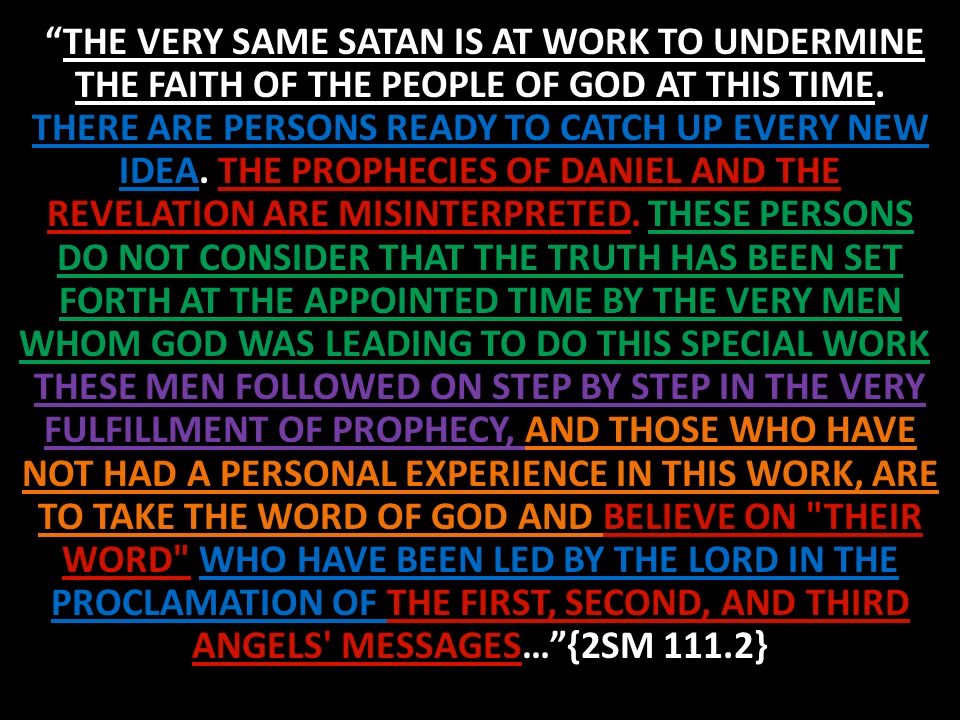 “THE VERY SAME SATAN IS AT WORK TO UNDERMINE
THE FAITH OF THE PEOPLE OF GOD AT THIS TIME.
THERE ARE PERSONS READY TO CATCH UP EVERY NEW
IDEA. THE PROPHECIES OF DANIEL AND THE
REVELATION ARE MISINTERPRETED. THESE PERSONS
DO NOT CONSIDER THAT THE TRUTH HAS BEEN SET
FORTH AT THE APPOINTED TIME BY THE VERY MEN
WHOM GOD WAS LEADING TO DO THIS SPECIAL WORK
THESE MEN FOLLOWED ON STEP BY STEP IN THE VERY
FULFILLMENT OF PROPHECY, AND THOSE WHO HAVE
NOT HAD A PERSONAL EXPERIENCE IN THIS WORK, ARE
TO TAKE THE WORD OF GOD AND BELIEVE ON "THEIR
WORD" WHO HAVE BEEN LED BY THE LORD IN THE
PROCLAMATION OF THE FIRST, SECOND, AND THIRD
ANGELS' MESSAGES…”{2SM 111.2}